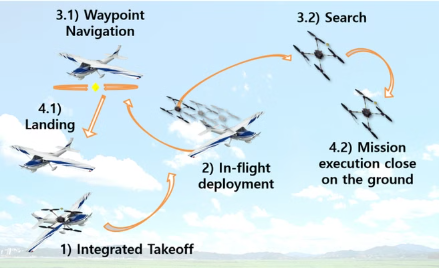 3.1) Waypoint
Navigation
3.2) Search
4.1)
Landing
2) In-flight
deployment
4.2) Mission
execution close
on the ground
1) Integrated Takeoff